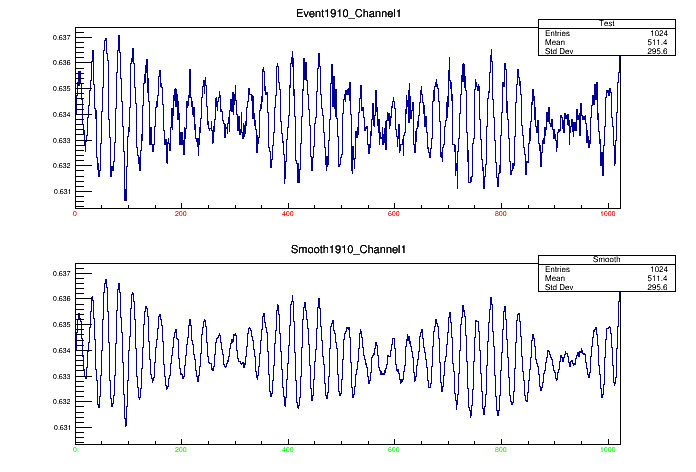 Event1910_Channel1
Test
Entries 1024
Mean 511.4
Std Dev 295.6
0.637
0.636
0.635
0.634
0.633
0.632
0.631
0 200 400 600 800 1000
Smooth1910_Channel1
Smooth
Entries 1024
Mean 511.4
Std Dev 295.6
0.637
0.636
0.635
0.634
0.633
0.632
0.631
0 200 400 600 800 1000